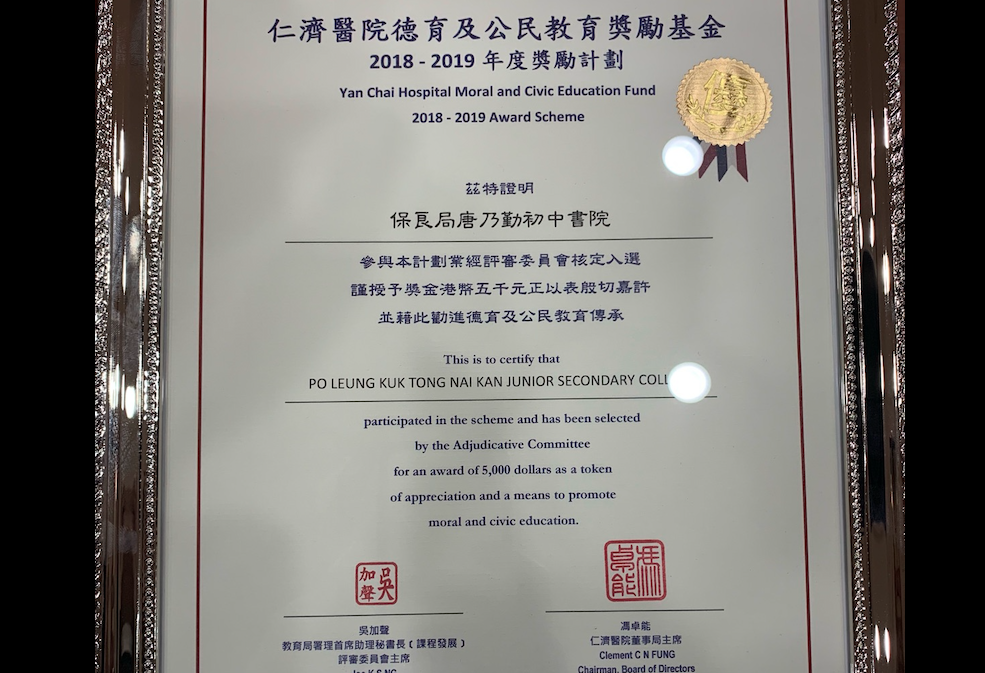 仁濟醫院德育及公民教育獎勵基金
2018 - 2019 年度獎勵計劃
Yan Chai Hospital Moral and Civic Education Fund
2018 - 2019 Award Scheme
茲特證明
保良局唐乃勤初中書院
參與本計劃業經評審委員會核定入選
謹授予獎金港幣五千元正以表殷切嘉許
並藉此勸進德育及公民教育傳承
This is to certify that
PO LEUNG KUK TONG NAI KAN JUNIOR SECONDARY
participated in the scheme and has been selected
by the Adjudicative Committee
for an award of 5,000 dollars as a token
of appreciation and a means to promote
moral and civic education.
吳加聲
吳加聲
教育局署理首席助理秘書長﹝課程發展﹞
評審委員會主席
馮卓能
仁濟醫院董事局主席
Clement C N FUNG
Chairman, Board of Directors